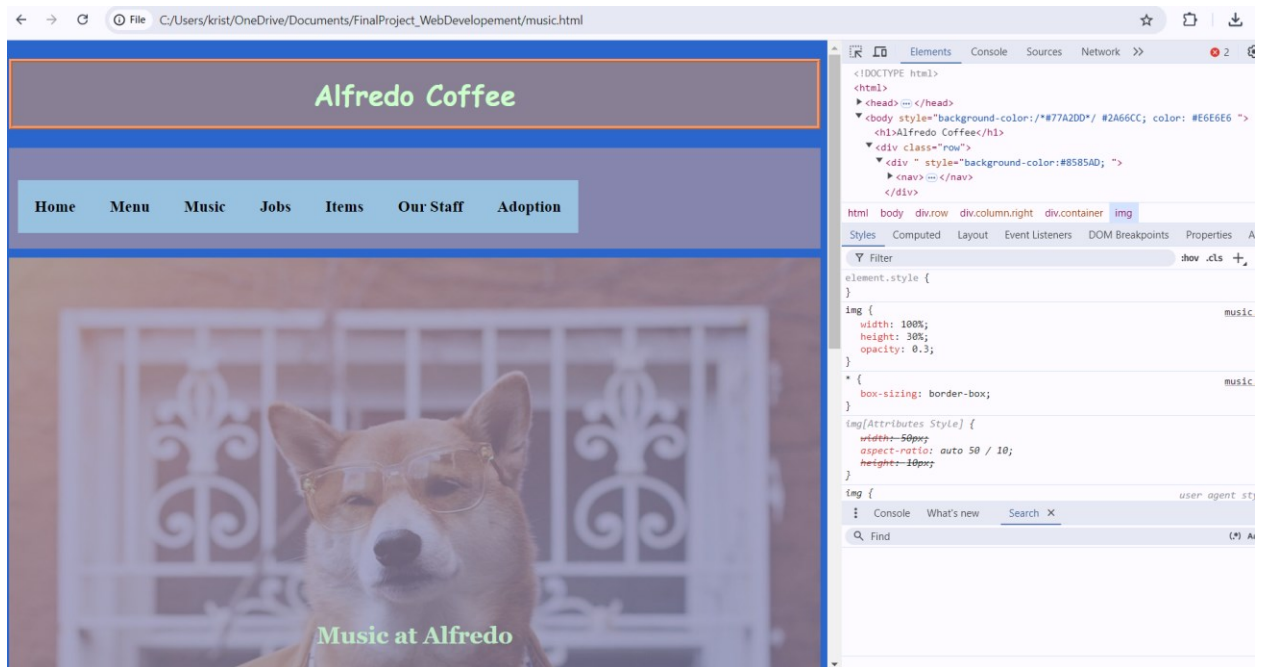 File C:/Users/krist/OneDrive/Documents/FinalProject_WebDevelopement/music.html
Alfredo Coffee
Home Menu Music Jobs Items Our Staff Adoption
Music at Alfredo
Elements Console Sources Network 2
<!DOCTYPE html>
<html>
<head> … </head>
<body style="background-color:/*#77A2DD*/ #2A66CC; color: #E6E6E6 ">
<h1>Alfredo Coffee</h1>
<div class="row">
<div " style="background-color:#8585AD; ">
<nav> … </nav>
</div>
html body div.row div.column.right div.container img
Styles Computed Layout Event Listeners DOM Breakpoints Properties A
Filter :hov .cls +
element.style {
}
img { music.
width: 100%;
height: 30%;
opacity: 0.3;
}
* { music.
box-sizing: border-box;
}
img[Attributes Style] {
width: 50px;
aspect-ratio: auto 50 / 10;
height: 10px;
}
img { user agent sty
Console What's new Search ×
Find (.*) Aa